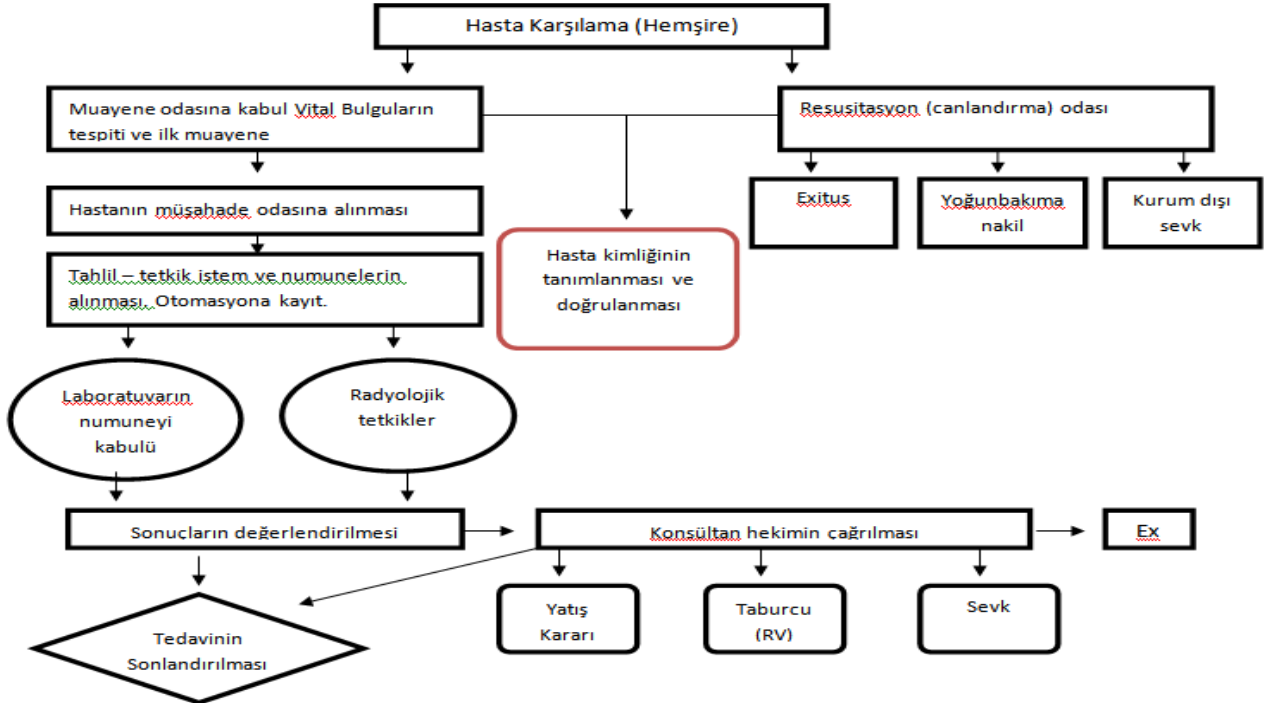 Hasta Karşılama (Hemşire)
Muayene odasına kabul Vital Bulguların
tespiti ve ilk muayene
Resusitasyon (canlandırma) odası
Exitus
Yoğunbakıma
nakil
Kurum dışı
sevk
Hastanın müşahade odasına alınması
Hasta kimliğinin
tanımlanması ve
doğrulanması
Tahlil – tetkik istem ve numunelerin
alınması. Otomasyona kayıt.
Laboratuvarın
numuneyi
kabulü
Radyolojik
tetkikler
Sonuçların değerlendirilmesi
Konsültan hekimin çağrılması
Ex
Tedavinin
Sonlandırılması
Yatış
Kararı
Taburcu
(RV)
Sevk